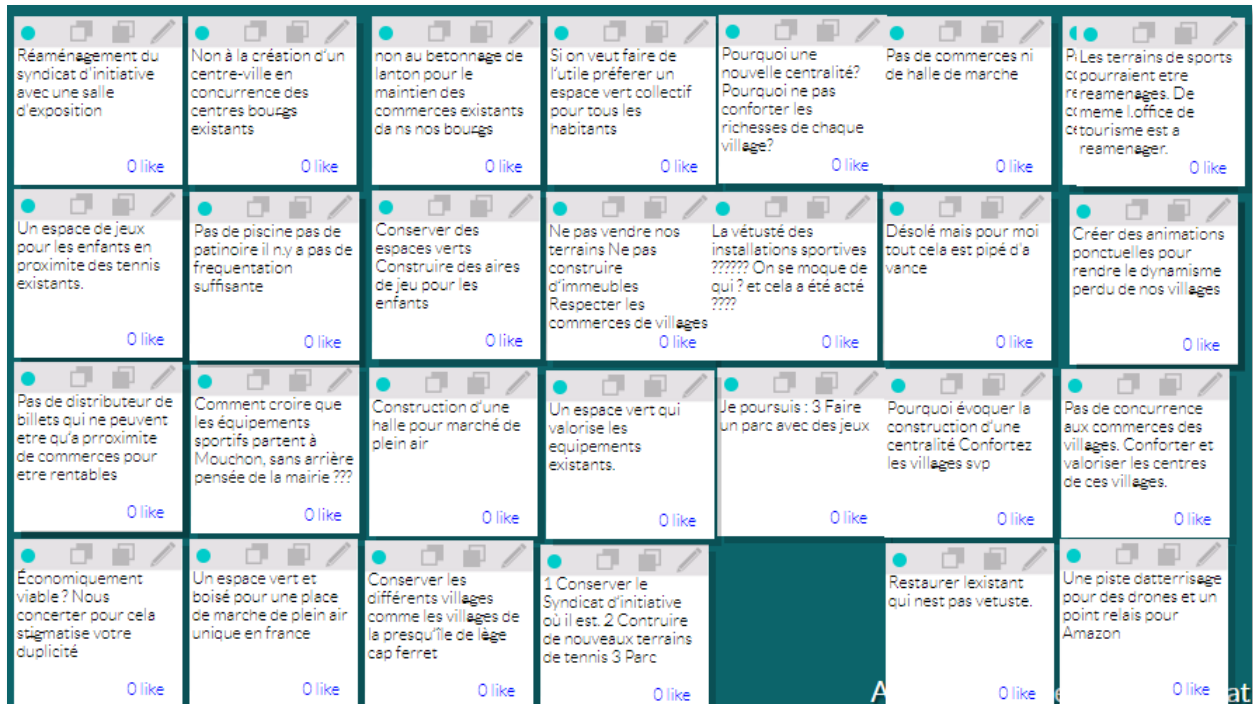 Réaménagement du
syndicat d'initiative
avec une salle
d'exposition
0 like
Non à la création d'un
centre-ville en
concurrence des
centres bourgs
existants
0 like
non au betonnage de
lanton pour le
maintien des
commerces existants
da ns nos bourgs
0 like
Si on veut faire de
l'utile préferer un
espace vert collectif
pour tous les
habitants
0 like
Pourquoi une
nouvelle centralité?
Pourquoi ne pas
conforter les
richesses de chaque
village?
0 like
Pas de commerces ni
de halle de marche
0 like
Les terrains de sports
pourraient etre
reamenages. De
meme l.office de
tourisme est a
reamenager.
0 like
Un espace de jeux
pour les enfants en
proximite des tennis
existants.
0 like
Pas de piscine pas de
patinoire il n.y a pas de
frequentation
suffisante
0 like
Conserver des
espaces verts
Construire des aires
de jeu pour les
enfants
0 like
Ne pas vendre nos
terrains Ne pas
construire
d'immeubles
Respecter les
commerces de villages
0 like
La vétusté des
installations sportives
?????? On se moque de
qui ? et cela a été acté
????
0 like
Désolé mais pour moi
tout cela est pipé d'a
vance
0 like
Créer des animations
ponctuelles pour
rendre le dynamisme
perdu de nos villages
0 like
Pas de distributeur de
billets qui ne peuvent
etre qu'a prroximite
de commerces pour
etre rentables
0 like
Comment croire que
les équipements
sportifs partent à
Mouchon, sans arrière
pensée de la mairie ???
0 like
Construction d'une
halle pour marché de
plein air
0 like
Un espace vert qui
valorise les
equipements
existants.
0 like
Je poursuis : 3 Faire
un parc avec des jeux
0 like
Pourquoi évoquer la
construction d'une
centralité Confortez
les villages svp
0 like
Pas de concurrence
aux commerces des
villages. Conforter et
valoriser les centres
de ces villages.
0 like
Économiquement
viable ? Nous
concerter pour cela
stigmatise votre
duplicité
0 like
Un espace vert et
boisé pour une place
de marche de plein air
unique en france
0 like
Conserver les
différents villages
comme les villages de
la presqu'île de lège
cap ferret
0 like
1 Conserver le
Syndicat d'initiative
où il est. 2 Contruire
de nouveaux terrains
de tennis 3 Parc
0 like
Restaurer lexistant
qui nest pas vetuste.
0 like
Une piste datterrisage
pour des drones et un
point relais pour
Amazon
0 like